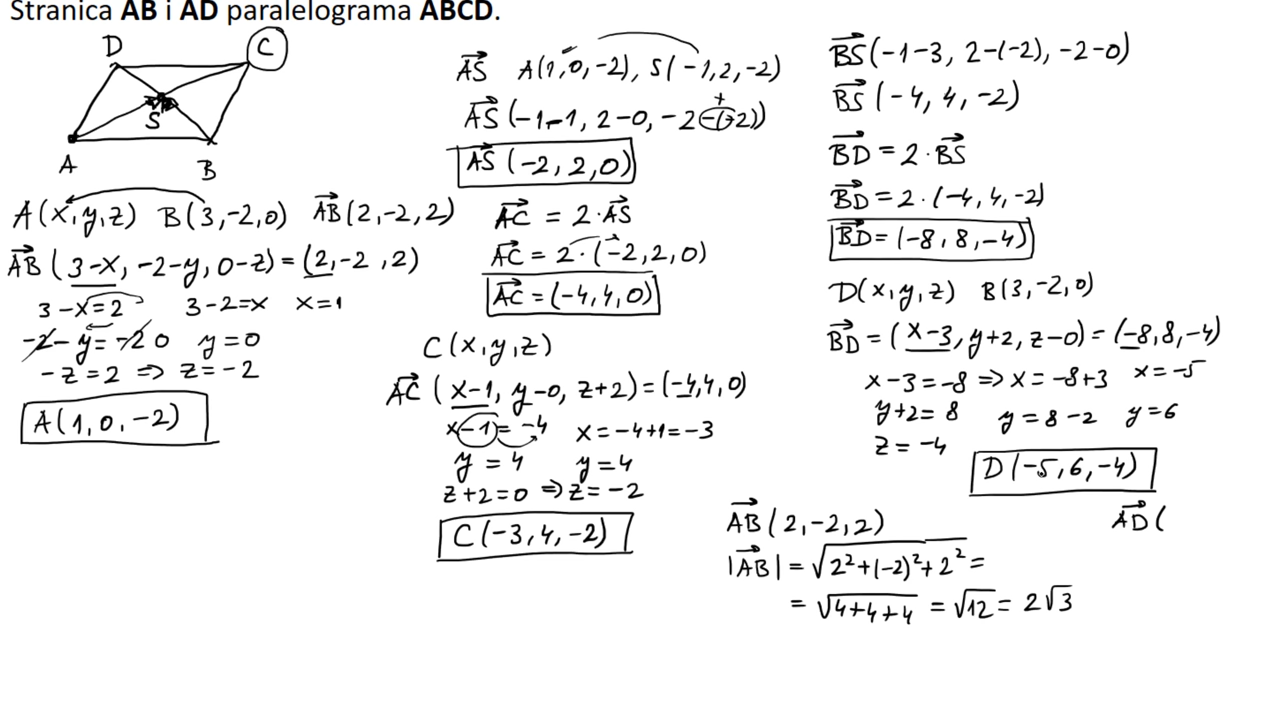 Stranica AB i AD paralelograma ABCD.
D C
S
A B
A(x,y,z) B(3,-2,0) AB→(2,-2,2)
AB→(3-x, -2-y, 0-z) = (2,-2,2)
3-x=2 3-2=x x=1
-2-y=-2 0 y=0
-z=2 ⇒ z=-2
A(1,0,-2)
AS→ A(1,0,-2), S(-1,2,-2)
AS→(-1-1, 2-0, -2-(-2))
+
AS→(-2,2,0)
AC→ = 2·AS→
AC→ = 2·(-2,2,0)
AC→ = (-4,4,0)
C(x,y,z)
AC→(x-1, y-0, z+2) = (-4,4,0)
x-1=-4 x=-4+1=-3
y=4 y=4
z+2=0 ⇒ z=-2
C(-3,4,-2)
BS→(-1-3, 2-(-2), -2-0)
BS→(-4,4,-2)
BD→ = 2·BS→
BD→ = 2·(-4,4,-2)
BD→ = (-8,8,-4)
D(x,y,z) B(3,-2,0)
BD→ = (x-3, y+2, z-0) = (-8,8,-4)
x-3=-8 ⇒ x=-8+3 x=-5
y+2=8 y=8-2 y=6
z=-4
D(-5,6,-4)
AB→(2,-2,2) AD→(
|AB→| = √(2²+(-2)²+2²) =
= √(4+4+4) = √12 = 2√3